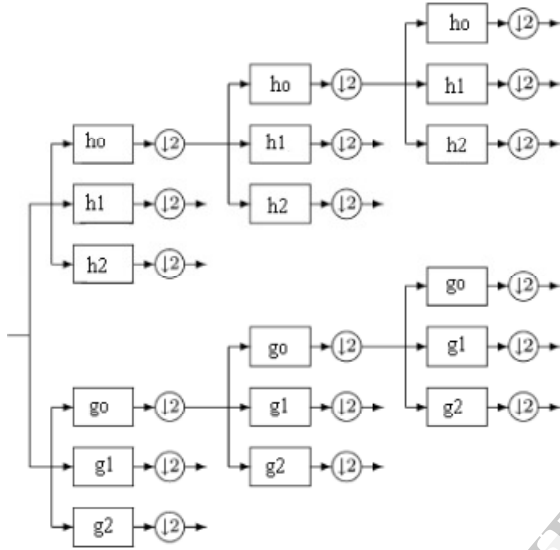 ho ↓2
ho ↓2 h1 ↓2
ho ↓2 h1 ↓2 h2 ↓2
h1 ↓2 h2 ↓2
h2 ↓2
go ↓2
go ↓2 g1 ↓2
go ↓2 g1 ↓2 g2 ↓2
g1 ↓2 g2 ↓2
g2 ↓2